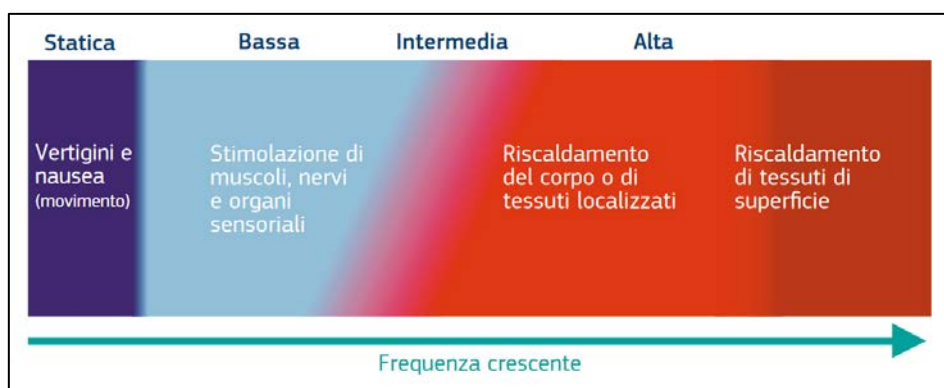 Statica
Bassa
Intermedia
Alta
Vertigini e
nausea
(movimento)
Stimolazione di
muscoli, nervi
e organi
sensoriali
Riscaldamento
del corpo o di
tessuti localizzati
Riscaldamento
di tessuti di
superficie
Frequenza crescente